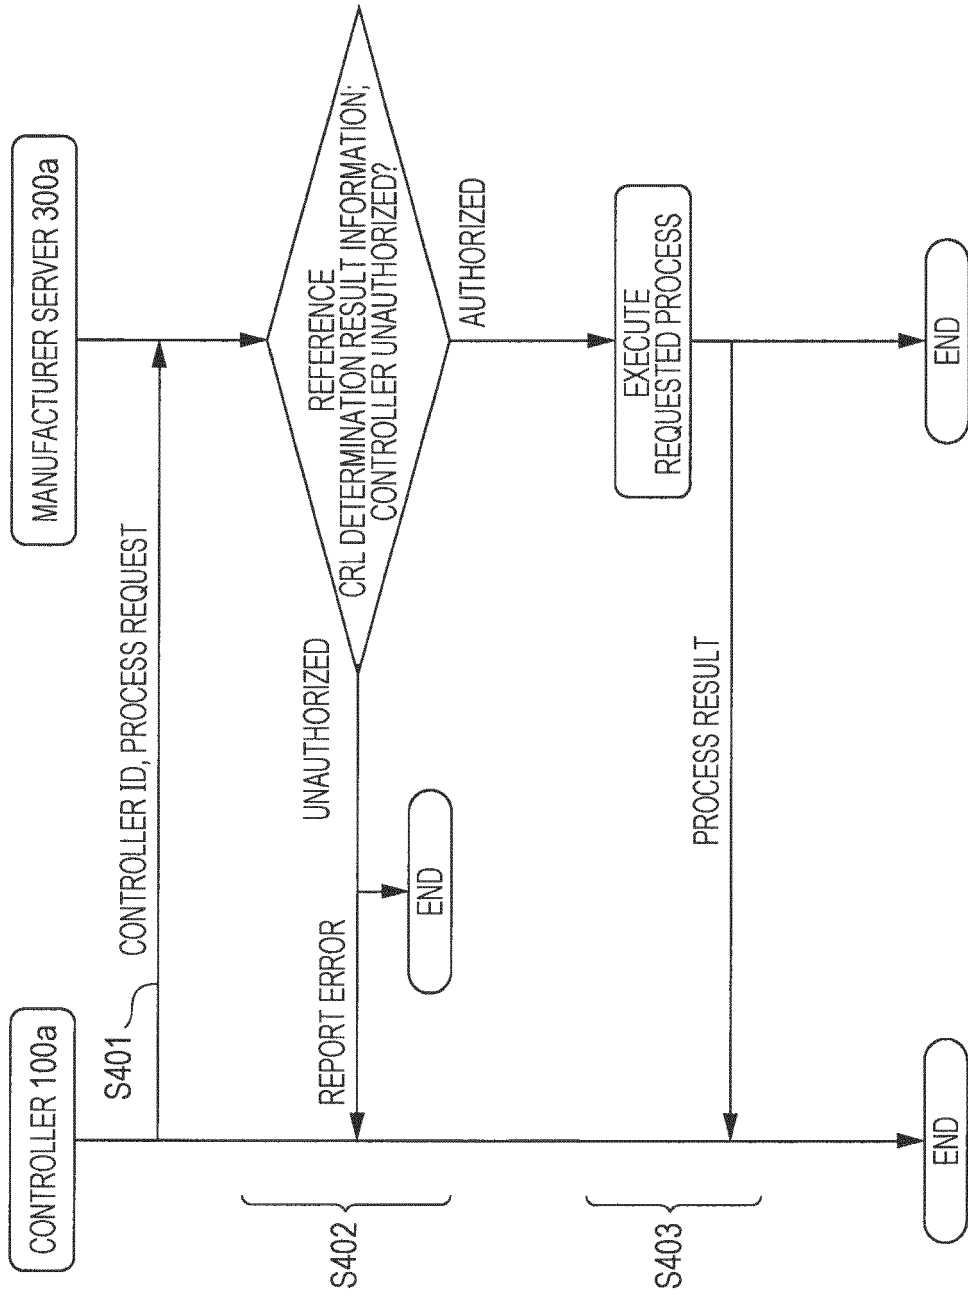 CONTROLLER 100a
MANUFACTURER SERVER 300a
S401
CONTROLLER ID, PROCESS REQUEST
S402
REFERENCE
CRL DETERMINATION RESULT INFORMATION;
CONTROLLER UNAUTHORIZED?
UNAUTHORIZED
REPORT ERROR
END
AUTHORIZED
S403
EXECUTE
REQUESTED PROCESS
PROCESS RESULT
END
END